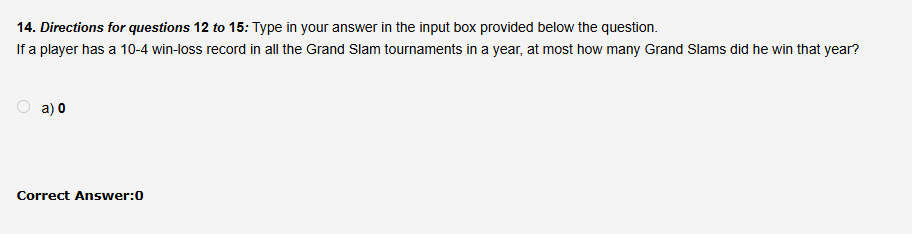 14. Directions for questions 12 to 15: Type in your answer in the input box provided below the question.
If a player has a 10-4 win-loss record in all the Grand Slam tournaments in a year, at most how many Grand Slams did he win that year?
a) 0
Correct Answer:0